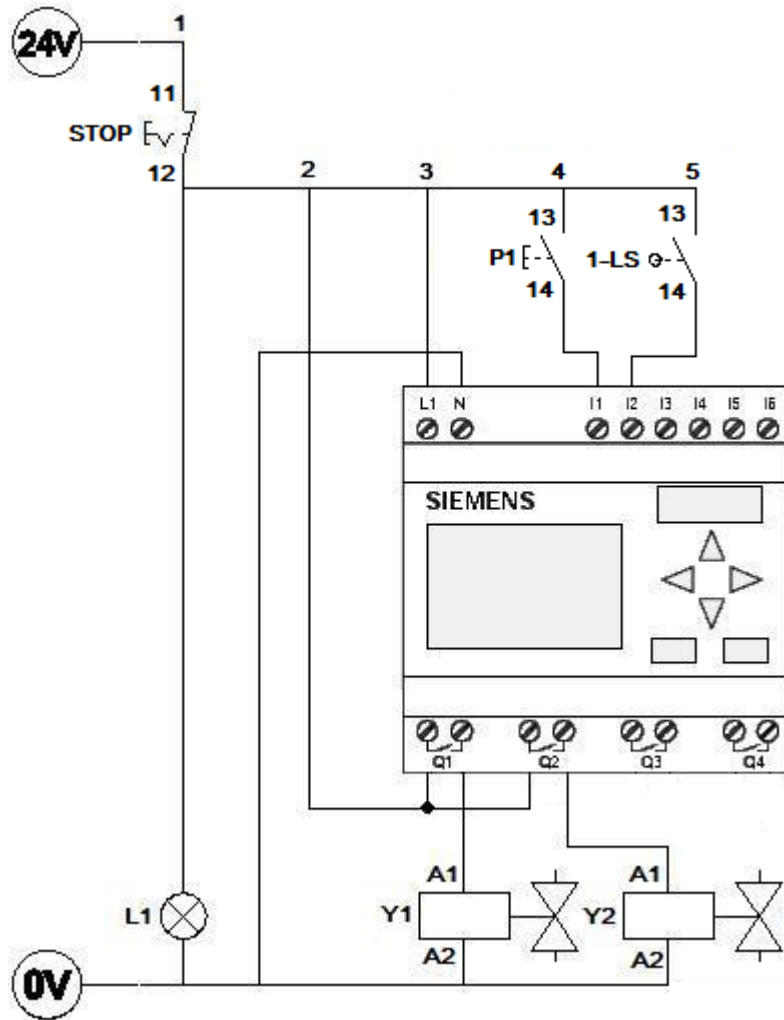 24V 1
11
STOP
12 2 3 4 5
13 13
P1 1-LS
14 14
L1 N I1 I2 I3 I4 I5 I6
SIEMENS
Q1 Q2 Q3 Q4
A1 A1
L1 Y1 Y2
A2 A2
0V